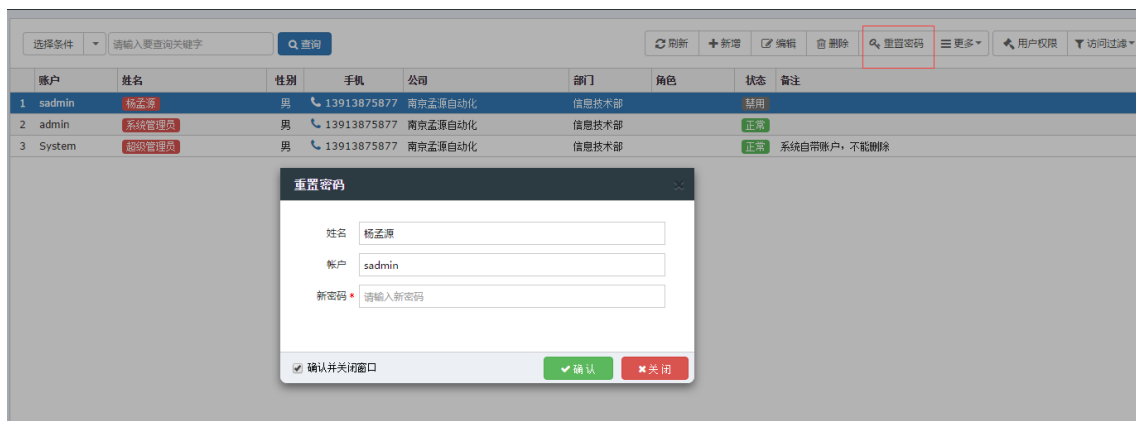 选择条件 请输入要查询关键字 查询 刷新 新增 编辑 删除 重置密码 更多 用户权限 访问过滤
账户 姓名 性别 手机 公司 部门 角色 状态 备注
1 sadmin 杨孟源 男 13913875877 南京孟源自动化 信息技术部 禁用
2 admin 系统管理员 男 13913875877 南京孟源自动化 信息技术部 正常
3 System 超级管理员 男 13913875877 南京孟源自动化 信息技术部 正常 系统自带账户，不能删除
重置密码
姓名 杨孟源
帐户 sadmin
新密码* 请输入新密码
确认并关闭窗口 确认 关闭